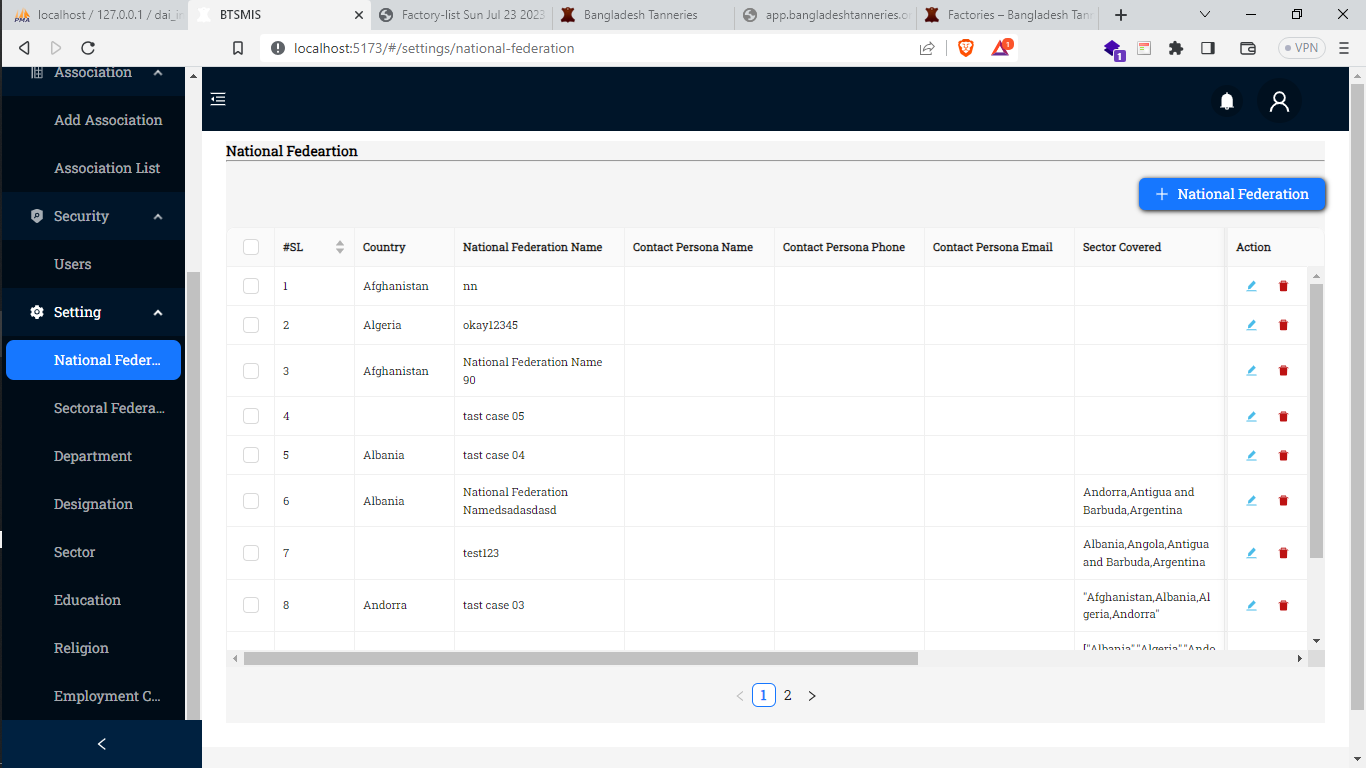 localhost / 127.0.0.1 / dai_i
BTSMIS
Factory-list Sun Jul 23 2023
Bangladesh Tanneries
app.bangladeshtanneries.o
Factories – Bangladesh Tan
localhost:5173/#/settings/national-federation
1
1
VPN
Association
Add Association
Association List
Security
Users
Setting
National Feder...
Sectoral Federa...
Department
Designation
Sector
Education
Religion
Employment C...
National Fedeartion
+ National Federation
#SL Country National Federation Name Contact Persona Name Contact Persona Phone Contact Persona Email Sector Covered Action
1 Afghanistan nn
2 Algeria okay12345
3 Afghanistan National Federation Name
90
4 tast case 05
5 Albania tast case 04
6 Albania National Federation
Namedsadasdasd
Andorra,Antigua and
Barbuda,Argentina
7 test123
Albania,Angola,Antigua
and Barbuda,Argentina
8 Andorra tast case 03
"Afghanistan,Albania,Al
geria,Andorra"
["Albania","Algeria","Ando
1 2